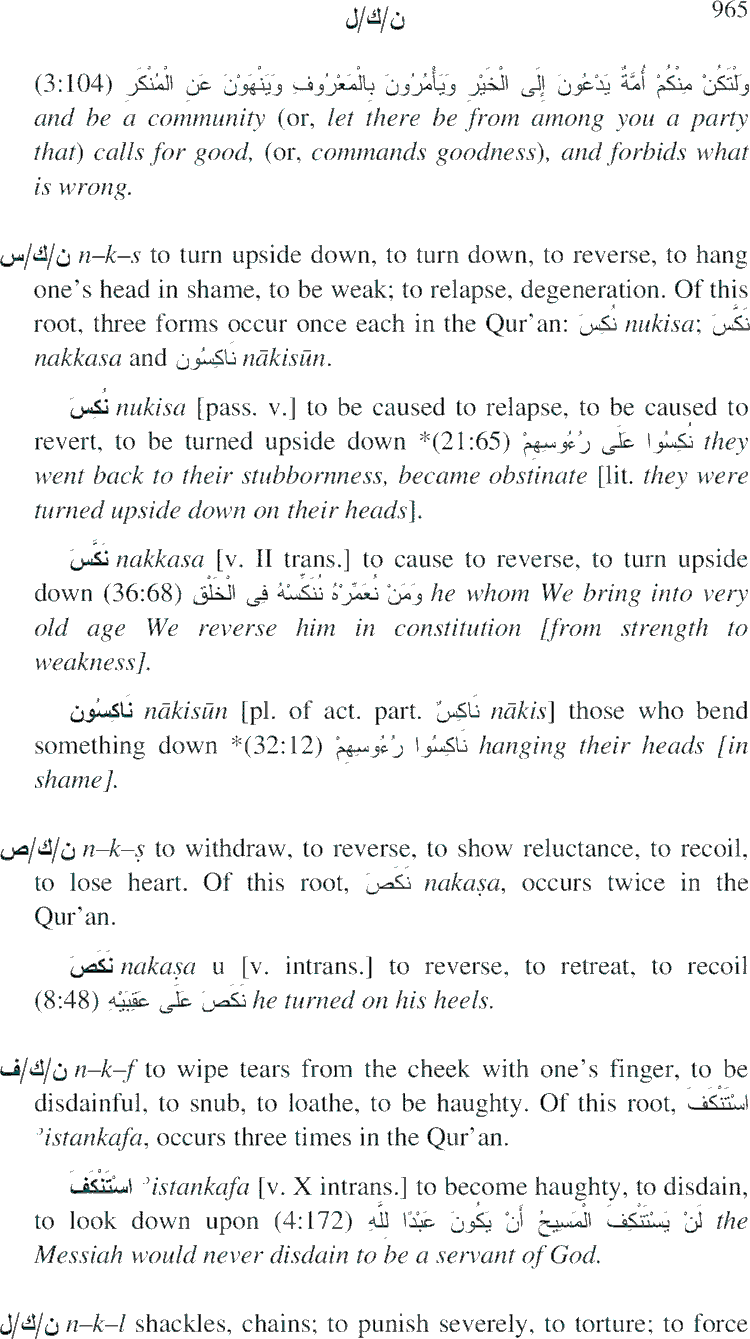 ن/ك/ل 965
(3:104) وَلْتَكُنْ مِنْكُمْ أُمَّةٌ يَدْعُونَ إِلَى الْخَيْرِ وَيَأْمُرُونَ بِالْمَعْرُوفِ وَيَنْهَوْنَ عَنِ الْمُنْكَرِ
and be a community (or, let there be from among you a party
that) calls for good, (or, commands goodness), and forbids what
is wrong.
ن/ك/س n–k–s to turn upside down, to turn down, to reverse, to hang
one’s head in shame, to be weak; to relapse, degeneration. Of this
root, three forms occur once each in the Qur’an: نُكِسَ nukisa; نَكَّسَ
nakkasa and نَاكِسُون nākisūn.
نُكِسَ nukisa [pass. v.] to be caused to relapse, to be caused to
revert, to be turned upside down *(21:65) نُكِسُوا عَلَى رُءُوسِهِمْ they
went back to their stubbornness, became obstinate [lit. they were
turned upside down on their heads].
نَكَّسَ nakkasa [v. II trans.] to cause to reverse, to turn upside
down (36:68) وَمَنْ نُعَمِّرْهُ نُنَكِّسْهُ فِى الْخَلْقِ he whom We bring into very
old age We reverse him in constitution [from strength to
weakness].
نَاكِسُون nākisūn [pl. of act. part. نَاكِسٌ nākis] those who bend
something down *(32:12) نَاكِسُوا رُءُوسِهِمْ hanging their heads [in
shame].
ن/ك/ص n–k–ṣ to withdraw, to reverse, to show reluctance, to recoil,
to lose heart. Of this root, نَكَصَ nakaṣa, occurs twice in the
Qur’an.
نَكَصَ nakaṣa u [v. intrans.] to reverse, to retreat, to recoil
(8:48) نَكَصَ عَلَى عَقِبَيْهِ he turned on his heels.
ن/ك/ف n–k–f to wipe tears from the cheek with one’s finger, to be
disdainful, to snub, to loathe, to be haughty. Of this root, اسْتَنْكَفَ
ʾistankafa, occurs three times in the Qur’an.
اسْتَنْكَفَ ʾistankafa [v. X intrans.] to become haughty, to disdain,
to look down upon (4:172) لَنْ يَسْتَنْكِفَ الْمَسِيحُ أَنْ يَكُونَ عَبْدًا لِلَّهِ the
Messiah would never disdain to be a servant of God.
ن/ك/ل n–k–l shackles, chains; to punish severely, to torture; to force